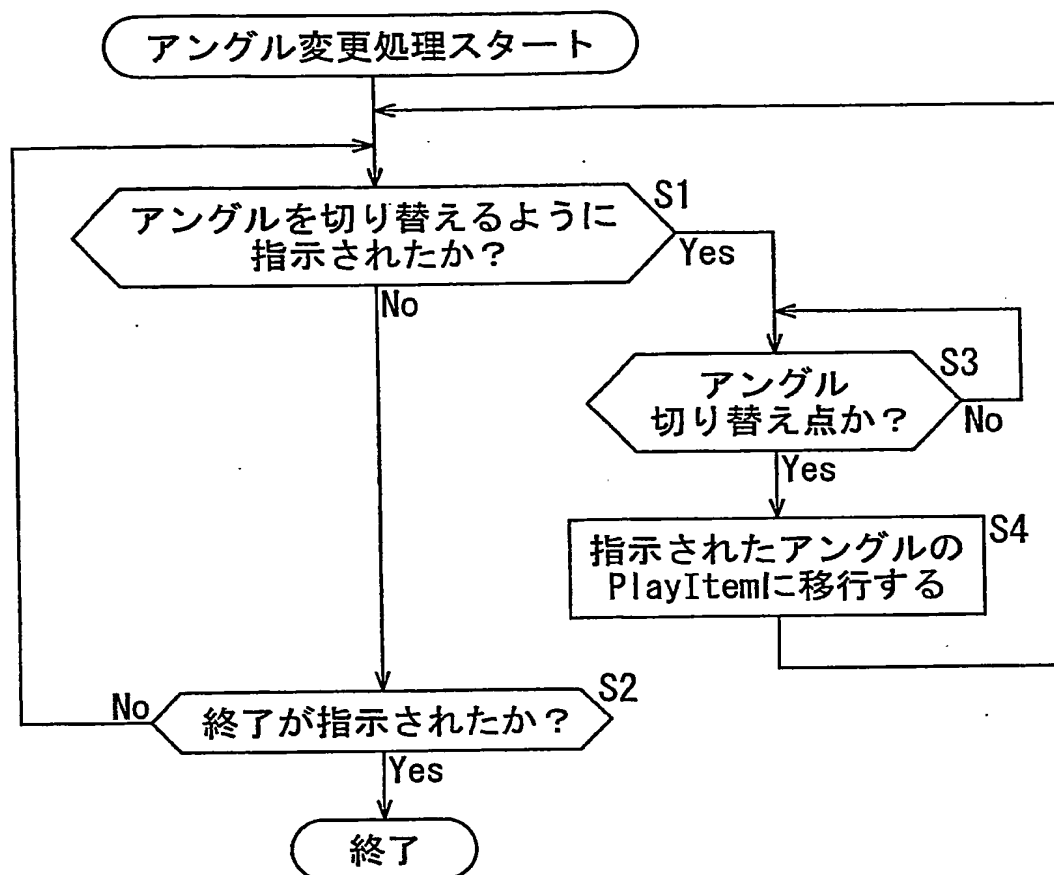 アングル変更処理スタート
S1
アングルを切り替えるように
指示されたか？
Yes
No
S3
アングル
切り替え点か？
No
Yes
S4
指示されたアングルの
PlayItemに移行する
S2
No
終了が指示されたか？
Yes
終了